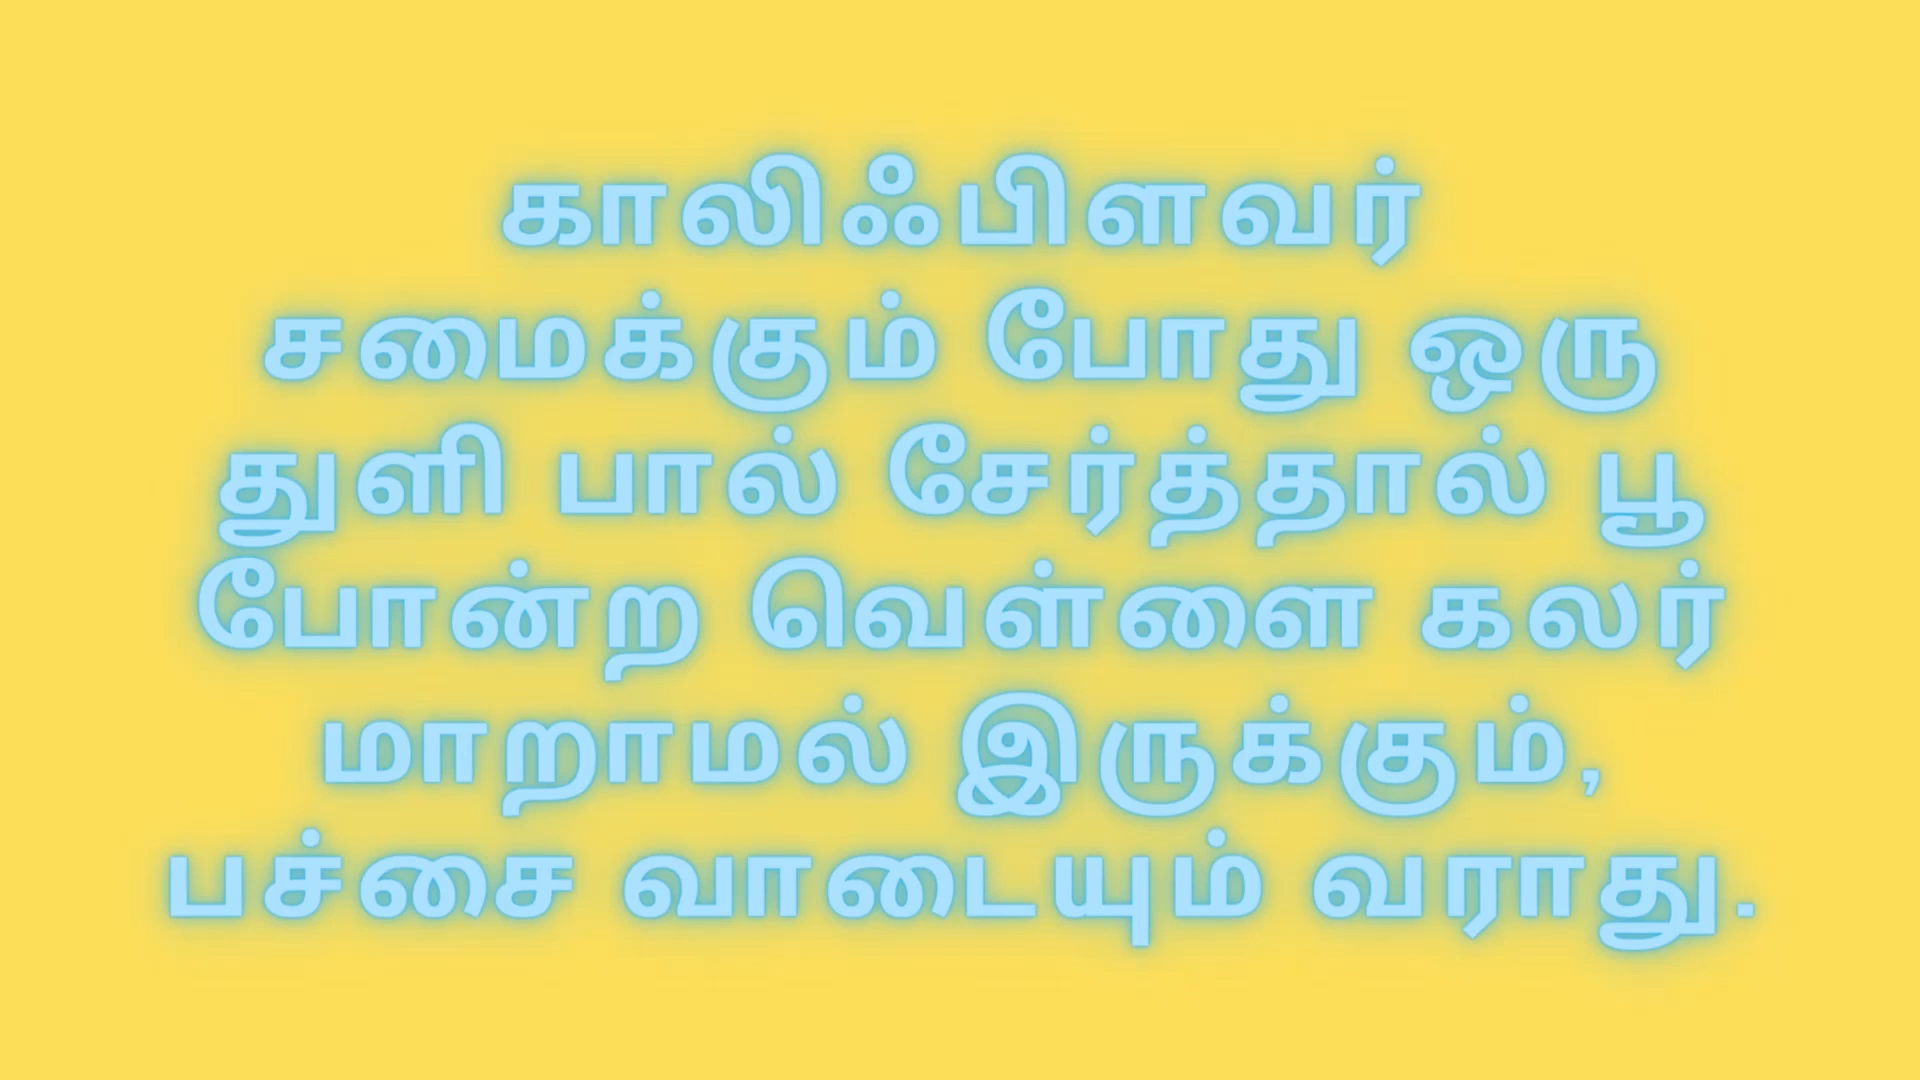 காலிஃபிளவர்
சமைக்கும் போது ஒரு
துளி பால் சேர்த்தால் பூ
போன்ற வெள்ளை கலர்
மாறாமல் இருக்கும்,
பச்சை வாடையும் வராது.